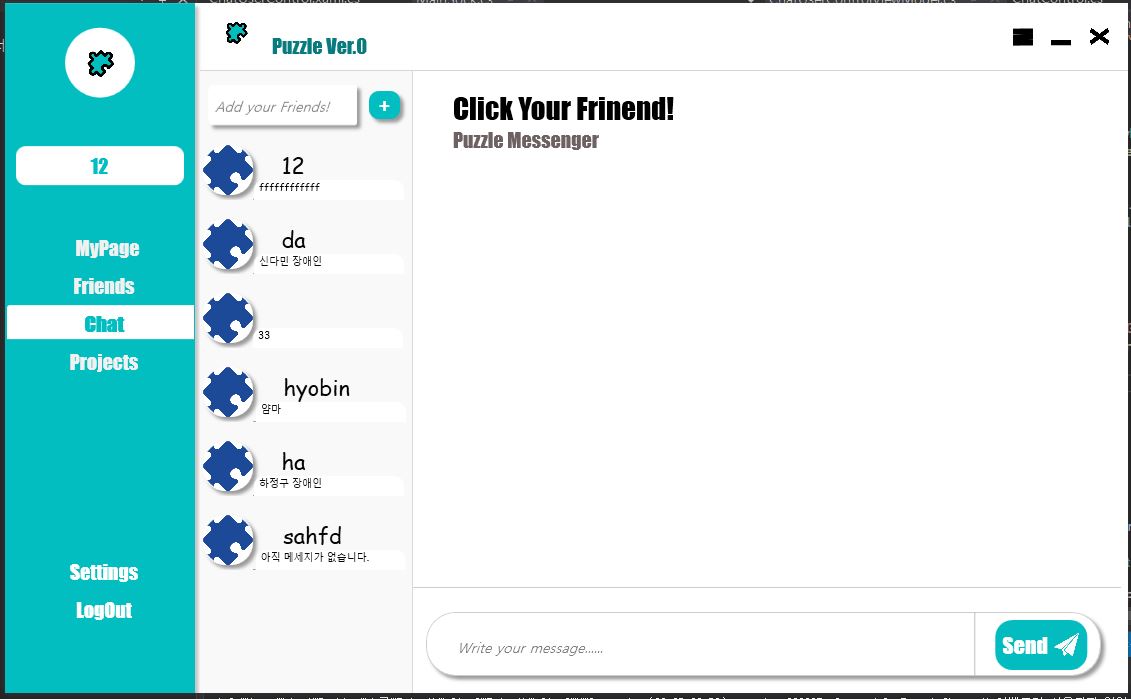 Puzzle Ver.0
12
MyPage
Friends
Chat
Projects
Settings
LogOut
Add your Friends!
+
12
ffffffffffff
da
신다민 장애인
33
hyobin
얌마
ha
하정구 장애인
sahfd
아직 메세지가 없습니다.
Click Your Frinend!
Puzzle Messenger
Write your message......
Send